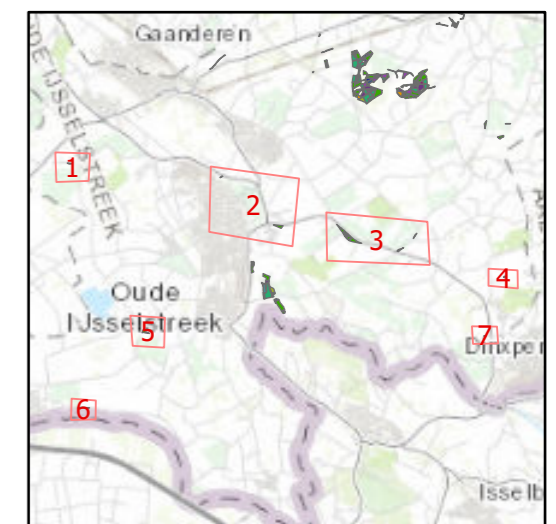 Gaanderen
DE IJSSELSTREEK
1
2
3
4
Oude
IJsselstreek
5
7
Dinxper
6
Isselb